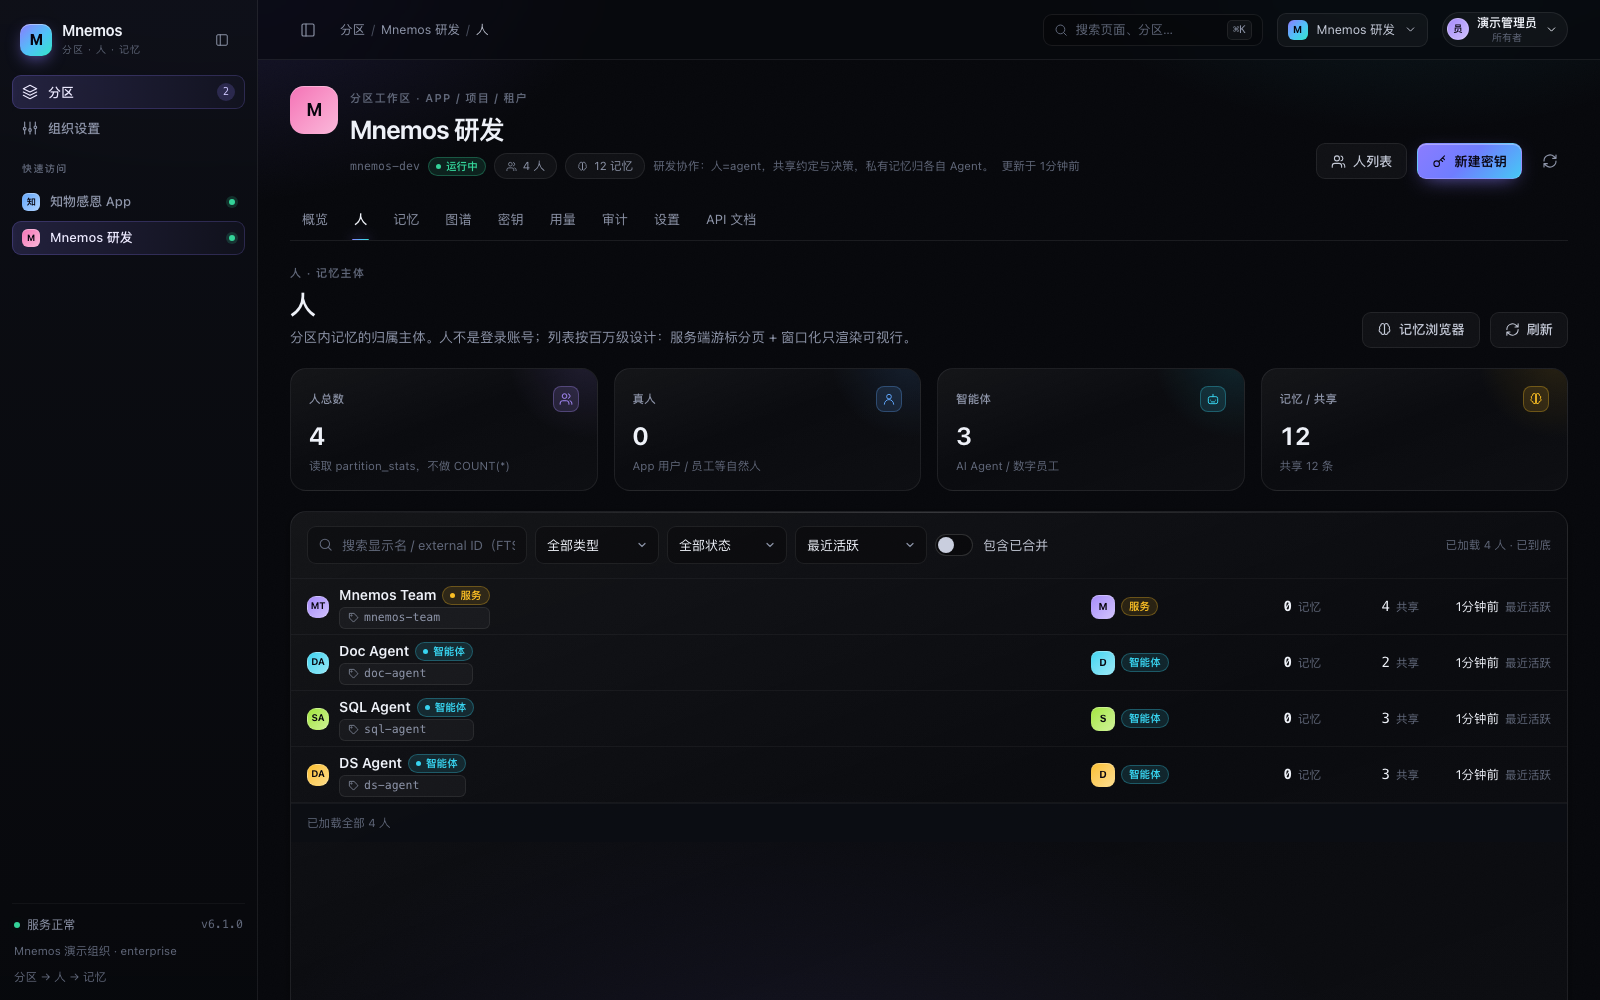 M
Mnemos
分区 · 人 · 记忆
分区
2
组织设置
快速访问
知
知物感恩 App
M
Mnemos 研发
服务正常
v6.1.0
Mnemos 演示组织 · enterprise
分区 → 人 → 记忆
分区 / Mnemos 研发 / 人
搜索页面、分区...
⌘K
M
Mnemos 研发
员
演示管理员
所有者
M
分区工作区 · APP / 项目 / 租户
Mnemos 研发
mnemos-dev
运行中
4 人
12 记忆
研发协作：人=agent，共享约定与决策，私有记忆归各自 Agent。
更新于 1分钟前
人列表
新建密钥
概览
人
记忆
图谱
密钥
用量
审计
设置
API 文档
人 · 记忆主体
人
分区内记忆的归属主体。人不是登录账号；列表按百万级设计：服务端游标分页 + 窗口化只渲染可视行。
记忆浏览器
刷新
人总数
4
读取 partition_stats，不做 COUNT(*)
真人
0
App 用户 / 员工等自然人
智能体
3
AI Agent / 数字员工
记忆 / 共享
12
共享 12 条
搜索显示名 / external ID（FTS
全部类型
全部状态
最近活跃
包含已合并
已加载 4 人 · 已到底
MT
Mnemos Team
服务
mnemos-team
M
服务
0 记忆
4 共享
1分钟前 最近活跃
DA
Doc Agent
智能体
doc-agent
D
智能体
0 记忆
2 共享
1分钟前 最近活跃
SA
SQL Agent
智能体
sql-agent
S
智能体
0 记忆
3 共享
1分钟前 最近活跃
DA
DS Agent
智能体
ds-agent
D
智能体
0 记忆
3 共享
1分钟前 最近活跃
已加载全部 4 人